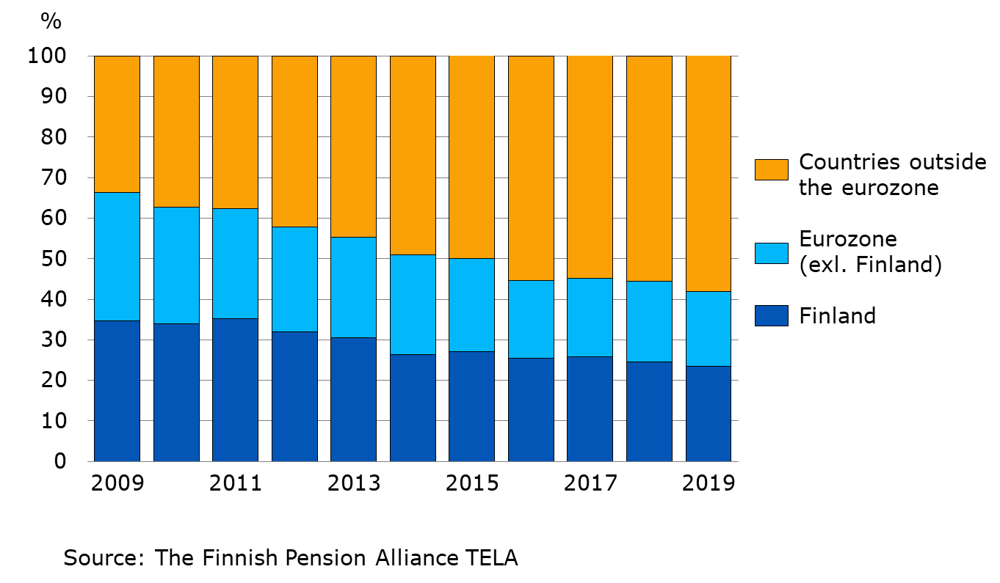 %
100
90
80
70
60
50
40
30
20
10
0
2009 2011 2013 2015 2017 2019
Countries outside
the eurozone
Eurozone
(exl. Finland)
Finland
Source: The Finnish Pension Alliance TELA